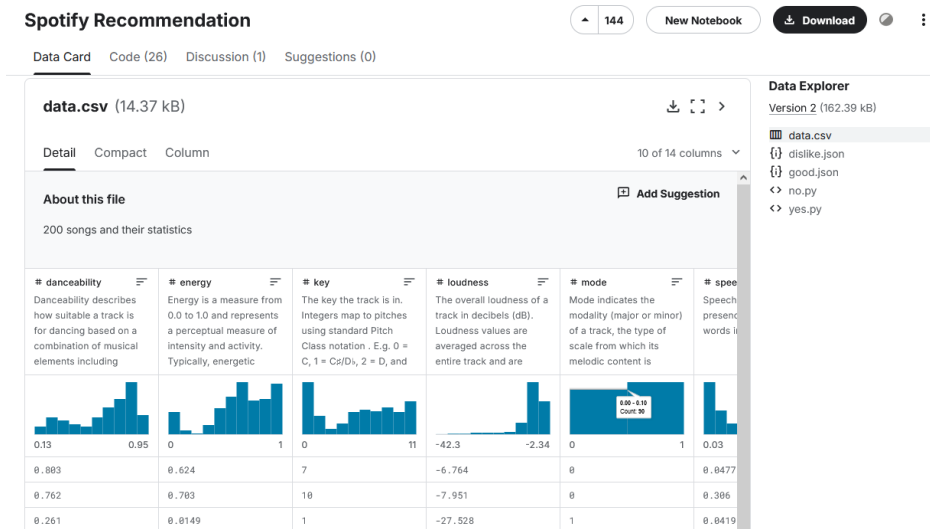 Spotify Recommendation
144
New Notebook
Download
Data Card
Code (26)
Discussion (1)
Suggestions (0)
data.csv (14.37 kB)
Detail
Compact
Column
10 of 14 columns
About this file
Add Suggestion
200 songs and their statistics
Data Explorer
Version 2 (162.39 kB)
data.csv
{i} dislike.json
{i} good.json
<> no.py
<> yes.py
# danceability
Danceability describes
how suitable a track is
for dancing based on a
combination of musical
elements including
# energy
Energy is a measure from
0.0 to 1.0 and represents
a perceptual measure of
intensity and activity.
Typically, energetic
# key
The key the track is in.
Integers map to pitches
using standard Pitch
Class notation . E.g. 0 =
C, 1 = C♯/D♭, 2 = D, and
# loudness
The overall loudness of a
track in decibels (dB).
Loudness values are
averaged across the
entire track and are
# mode
Mode indicates the
modality (major or minor)
of a track, the type of
scale from which its
melodic content is
# spee
Speech
presenc
words i
0.00 - 0.10
Count: 90
0.13 0.95
0 1
0 11
-42.3 -2.34
0 1
0.03
0.803 0.624 7 -6.764 0 0.0477
0.762 0.703 10 -7.951 0 0.306
0.261 0.0149 1 -27.528 1 0.0419